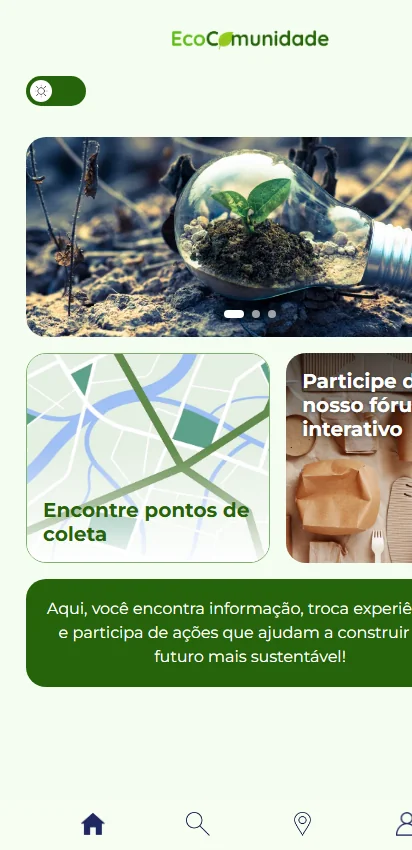 EcoComunidade
Encontre pontos de
coleta
Participe
nosso
interativo
Aqui, você encontra informação, troca
e participa de ações que ajudam a construir
futuro mais sustentável!